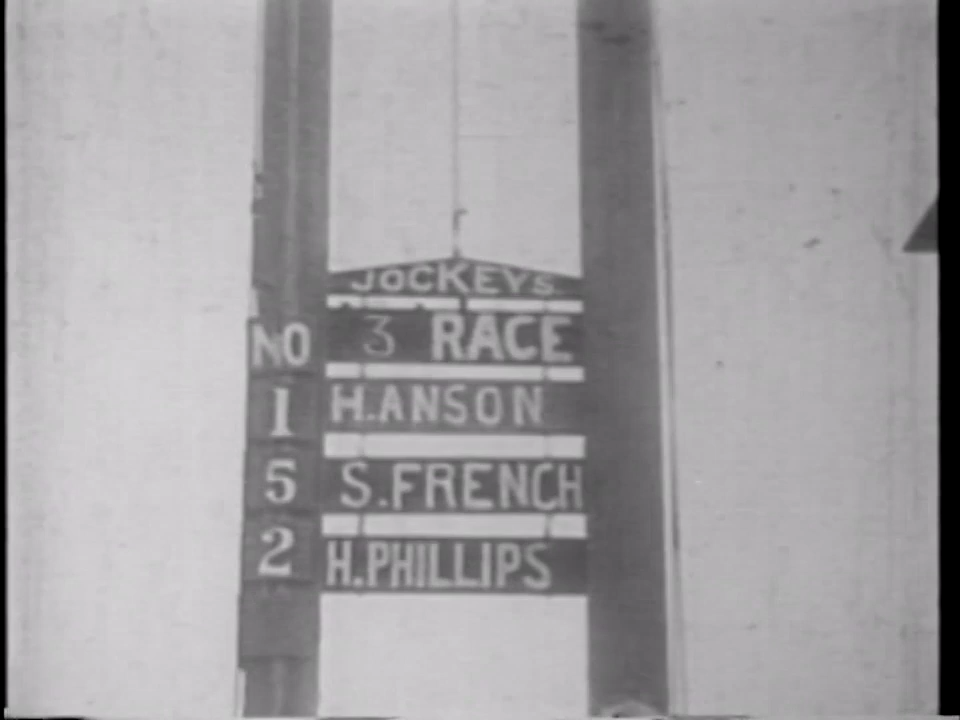 JOCKEYS
NO 3 RACE
1 H.ANSON
5 S.FRENCH
2 H.PHILLIPS